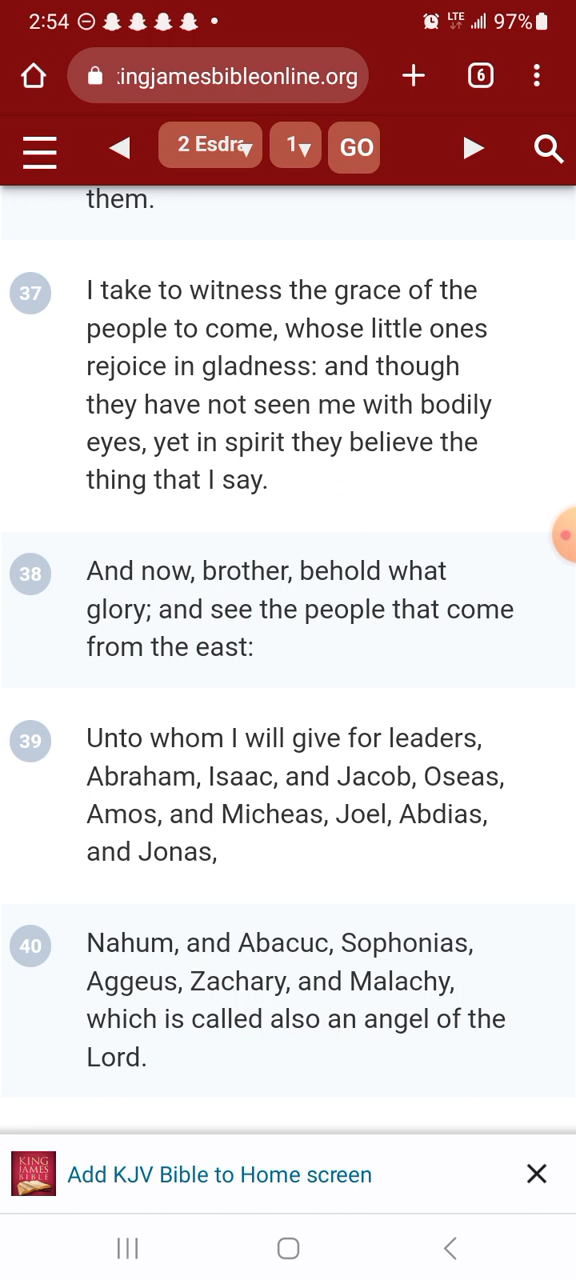 2:54
LTE
97%
:ingjamesbibleonline.org
6
2 Esdra
1
GO
them.
37
I take to witness the grace of the
people to come, whose little ones
rejoice in gladness: and though
they have not seen me with bodily
eyes, yet in spirit they believe the
thing that I say.
38
And now, brother, behold what
glory; and see the people that come
from the east:
39
Unto whom I will give for leaders,
Abraham, Isaac, and Jacob, Oseas,
Amos, and Micheas, Joel, Abdias,
and Jonas,
40
Nahum, and Abacuc, Sophonias,
Aggeus, Zachary, and Malachy,
which is called also an angel of the
Lord.
KING
JAMES
BIBLE
Add KJV Bible to Home screen